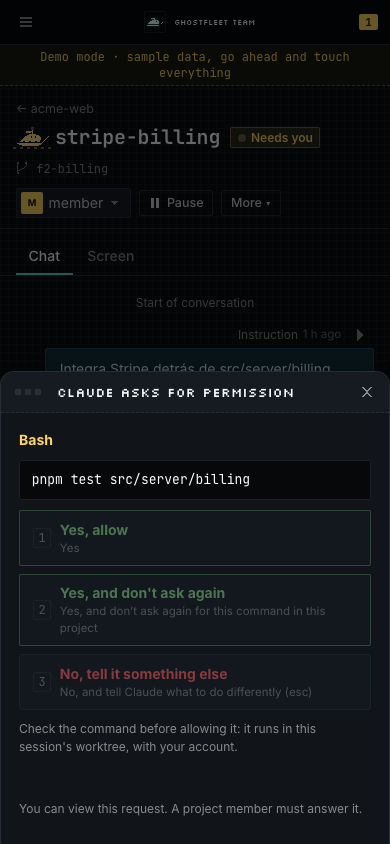 GHOSTFLEET TEAM
1
Demo mode · sample data, go ahead and touch
everything
← acme-web
stripe-billing
Needs you
f2-billing
M member
Pause
More
Chat
Screen
Start of conversation
Instruction 1 h ago
Integra Stripe detrás de src/server/billing
CLAUDE ASKS FOR PERMISSION
Bash
pnpm test src/server/billing
1
Yes, allow
Yes
2
Yes, and don't ask again
Yes, and don't ask again for this command in this
project
3
No, tell it something else
No, and tell Claude what to do differently (esc)
Check the command before allowing it: it runs in this
session's worktree, with your account.
You can view this request. A project member must answer it.